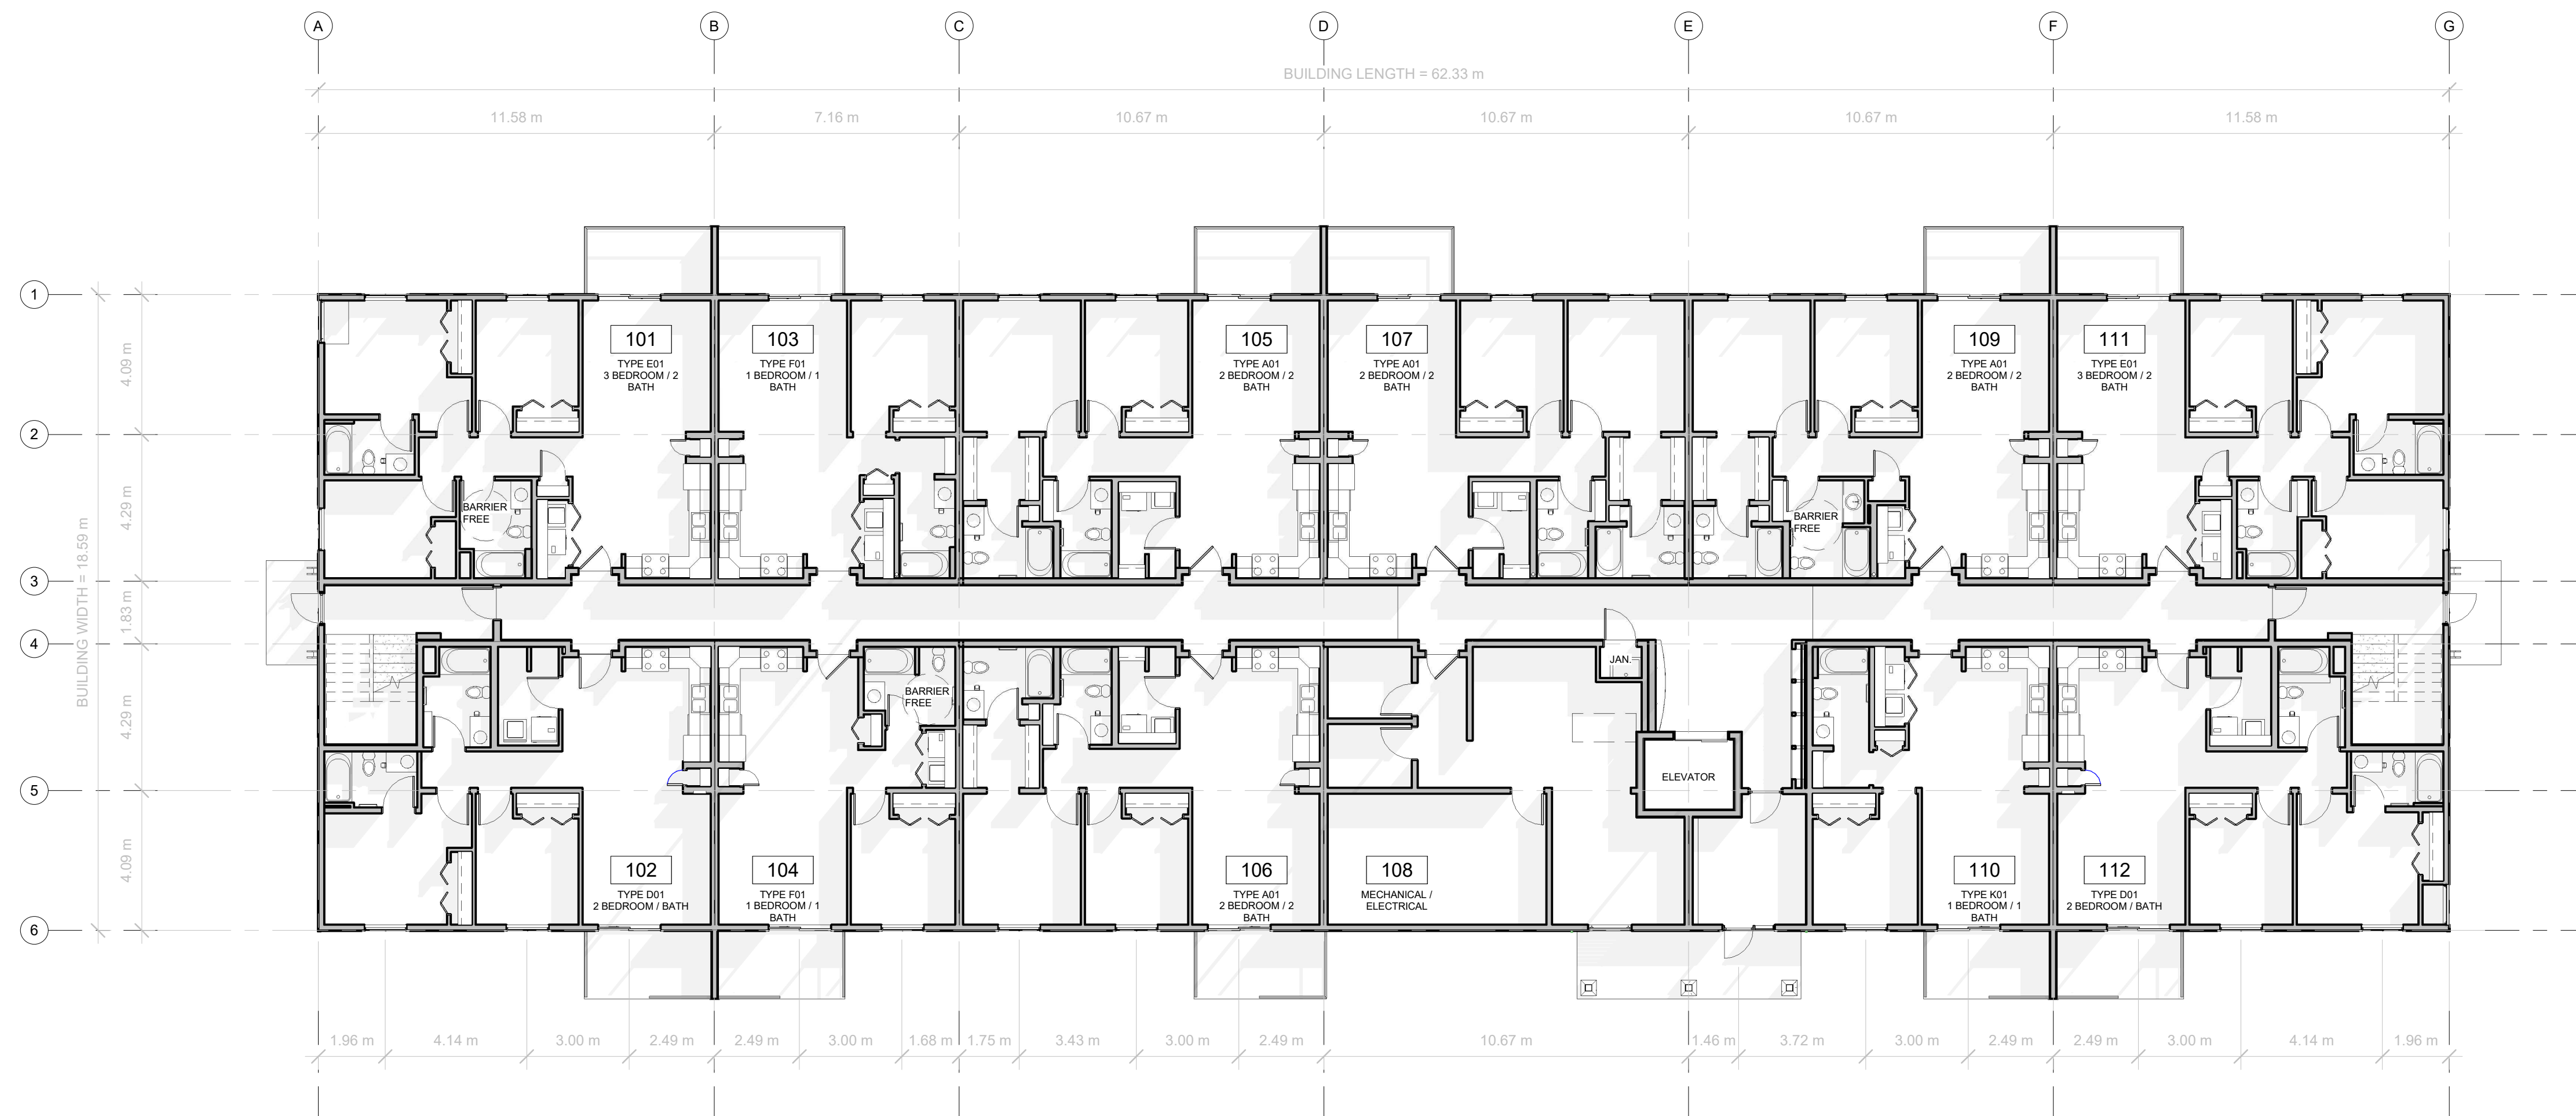 A
B
C
D
E
F
G
BUILDING LENGTH = 62.33 m
11.58 m
7.16 m
10.67 m
10.67 m
10.67 m
11.58 m
1
2
3
4
5
6
BUILDING WIDTH = 18.59 m
4.09 m
4.29 m
1.83 m
4.29 m
4.09 m
101
TYPE E01
3 BEDROOM / 2
BATH
103
TYPE F01
1 BEDROOM / 1
BATH
105
TYPE A01
2 BEDROOM / 2
BATH
107
TYPE A01
2 BEDROOM / 2
BATH
109
TYPE A01
2 BEDROOM / 2
BATH
111
TYPE E01
3 BEDROOM / 2
BATH
BARRIER
FREE
BARRIER
FREE
BARRIER
FREE
JAN.
ELEVATOR
102
TYPE D01
2 BEDROOM / BATH
104
TYPE F01
1 BEDROOM / 1
BATH
106
TYPE A01
2 BEDROOM / 2
BATH
108
MECHANICAL /
ELECTRICAL
110
TYPE K01
1 BEDROOM / 1
BATH
112
TYPE D01
2 BEDROOM / BATH
1.96 m
4.14 m
3.00 m
2.49 m
2.49 m
3.00 m
1.68 m
1.75 m
3.43 m
3.00 m
2.49 m
10.67 m
1.46 m
3.72 m
3.00 m
2.49 m
2.49 m
3.00 m
4.14 m
1.96 m